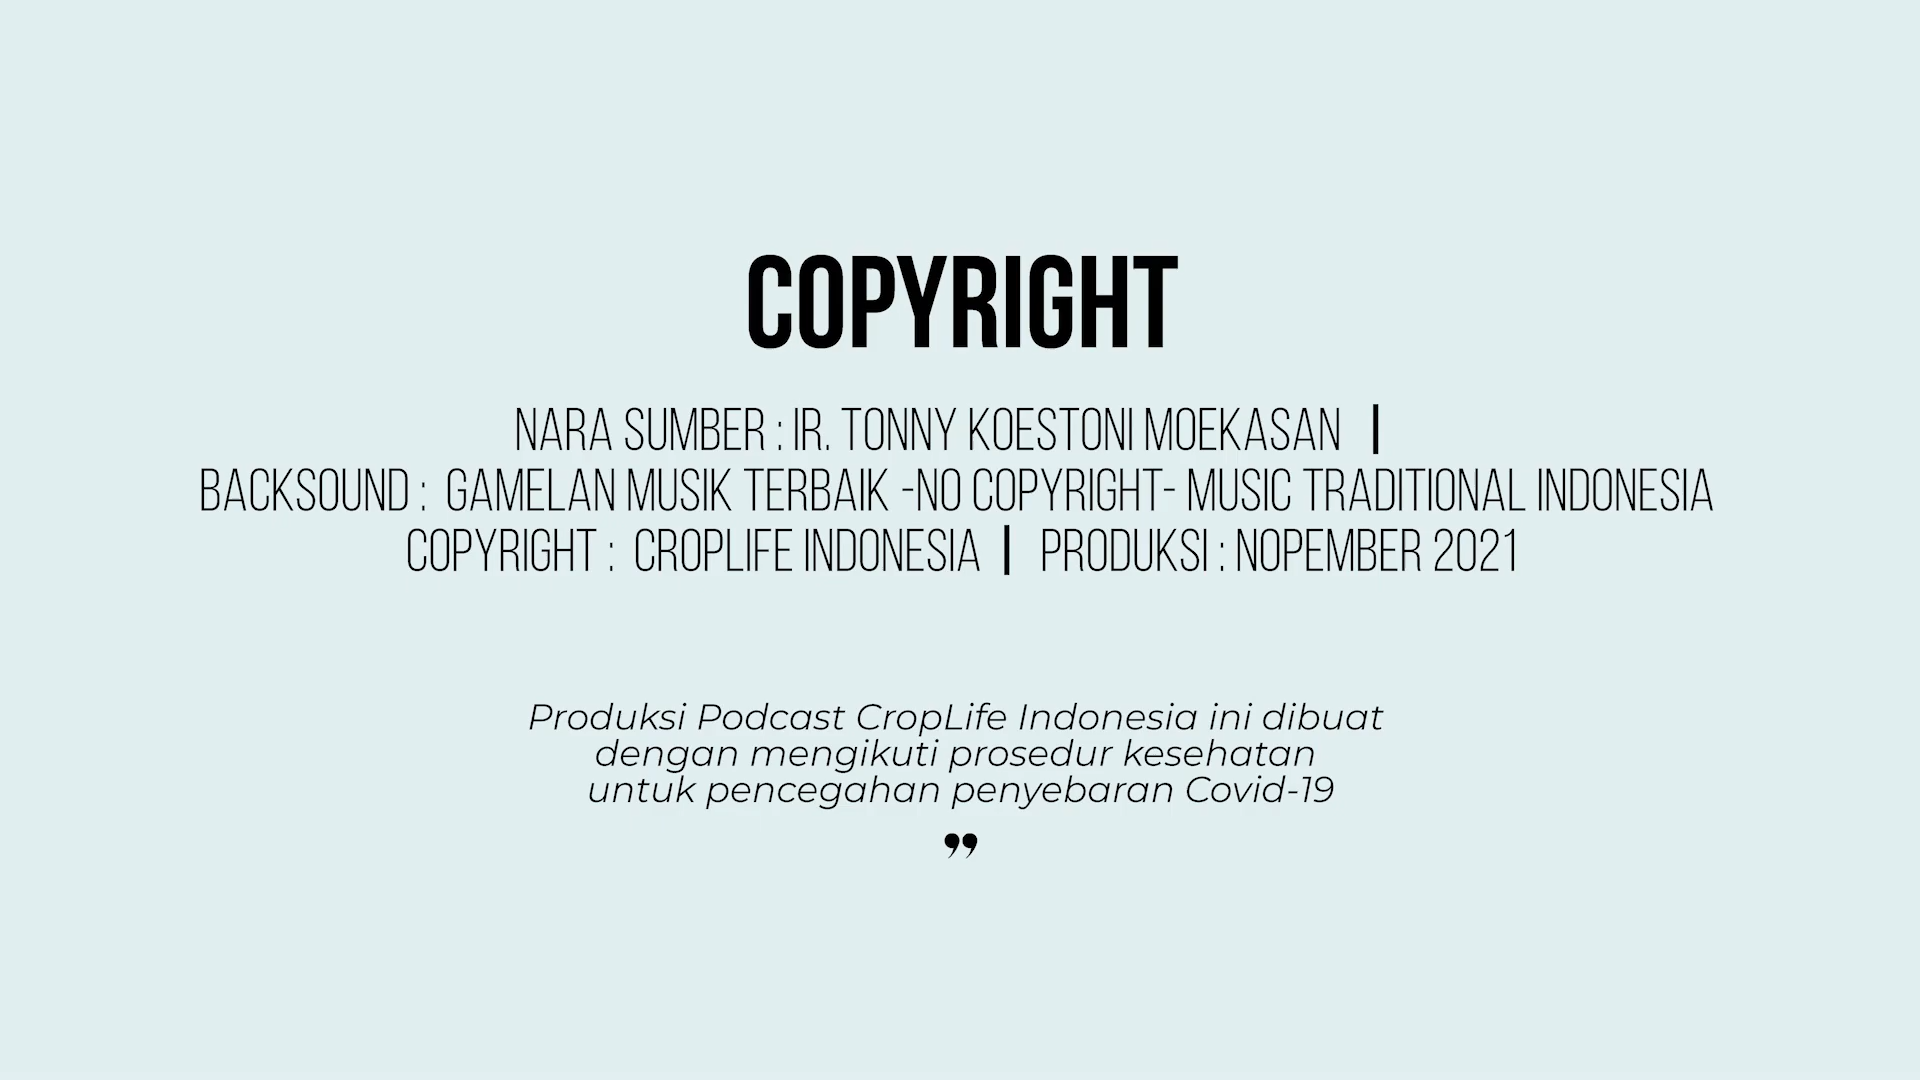 COPYRIGHT
NARA SUMBER : IR. TONNY KOESTONI MOEKASAN |
BACKSOUND : GAMELAN MUSIK TERBAIK -NO COPYRIGHT- MUSIC TRADITIONAL INDONESIA
COPYRIGHT : CROPLIFE INDONESIA | PRODUKSI : NOPEMBER 2021
Produksi Podcast CropLife Indonesia ini dibuat
dengan mengikuti prosedur kesehatan
untuk pencegahan penyebaran Covid-19
”